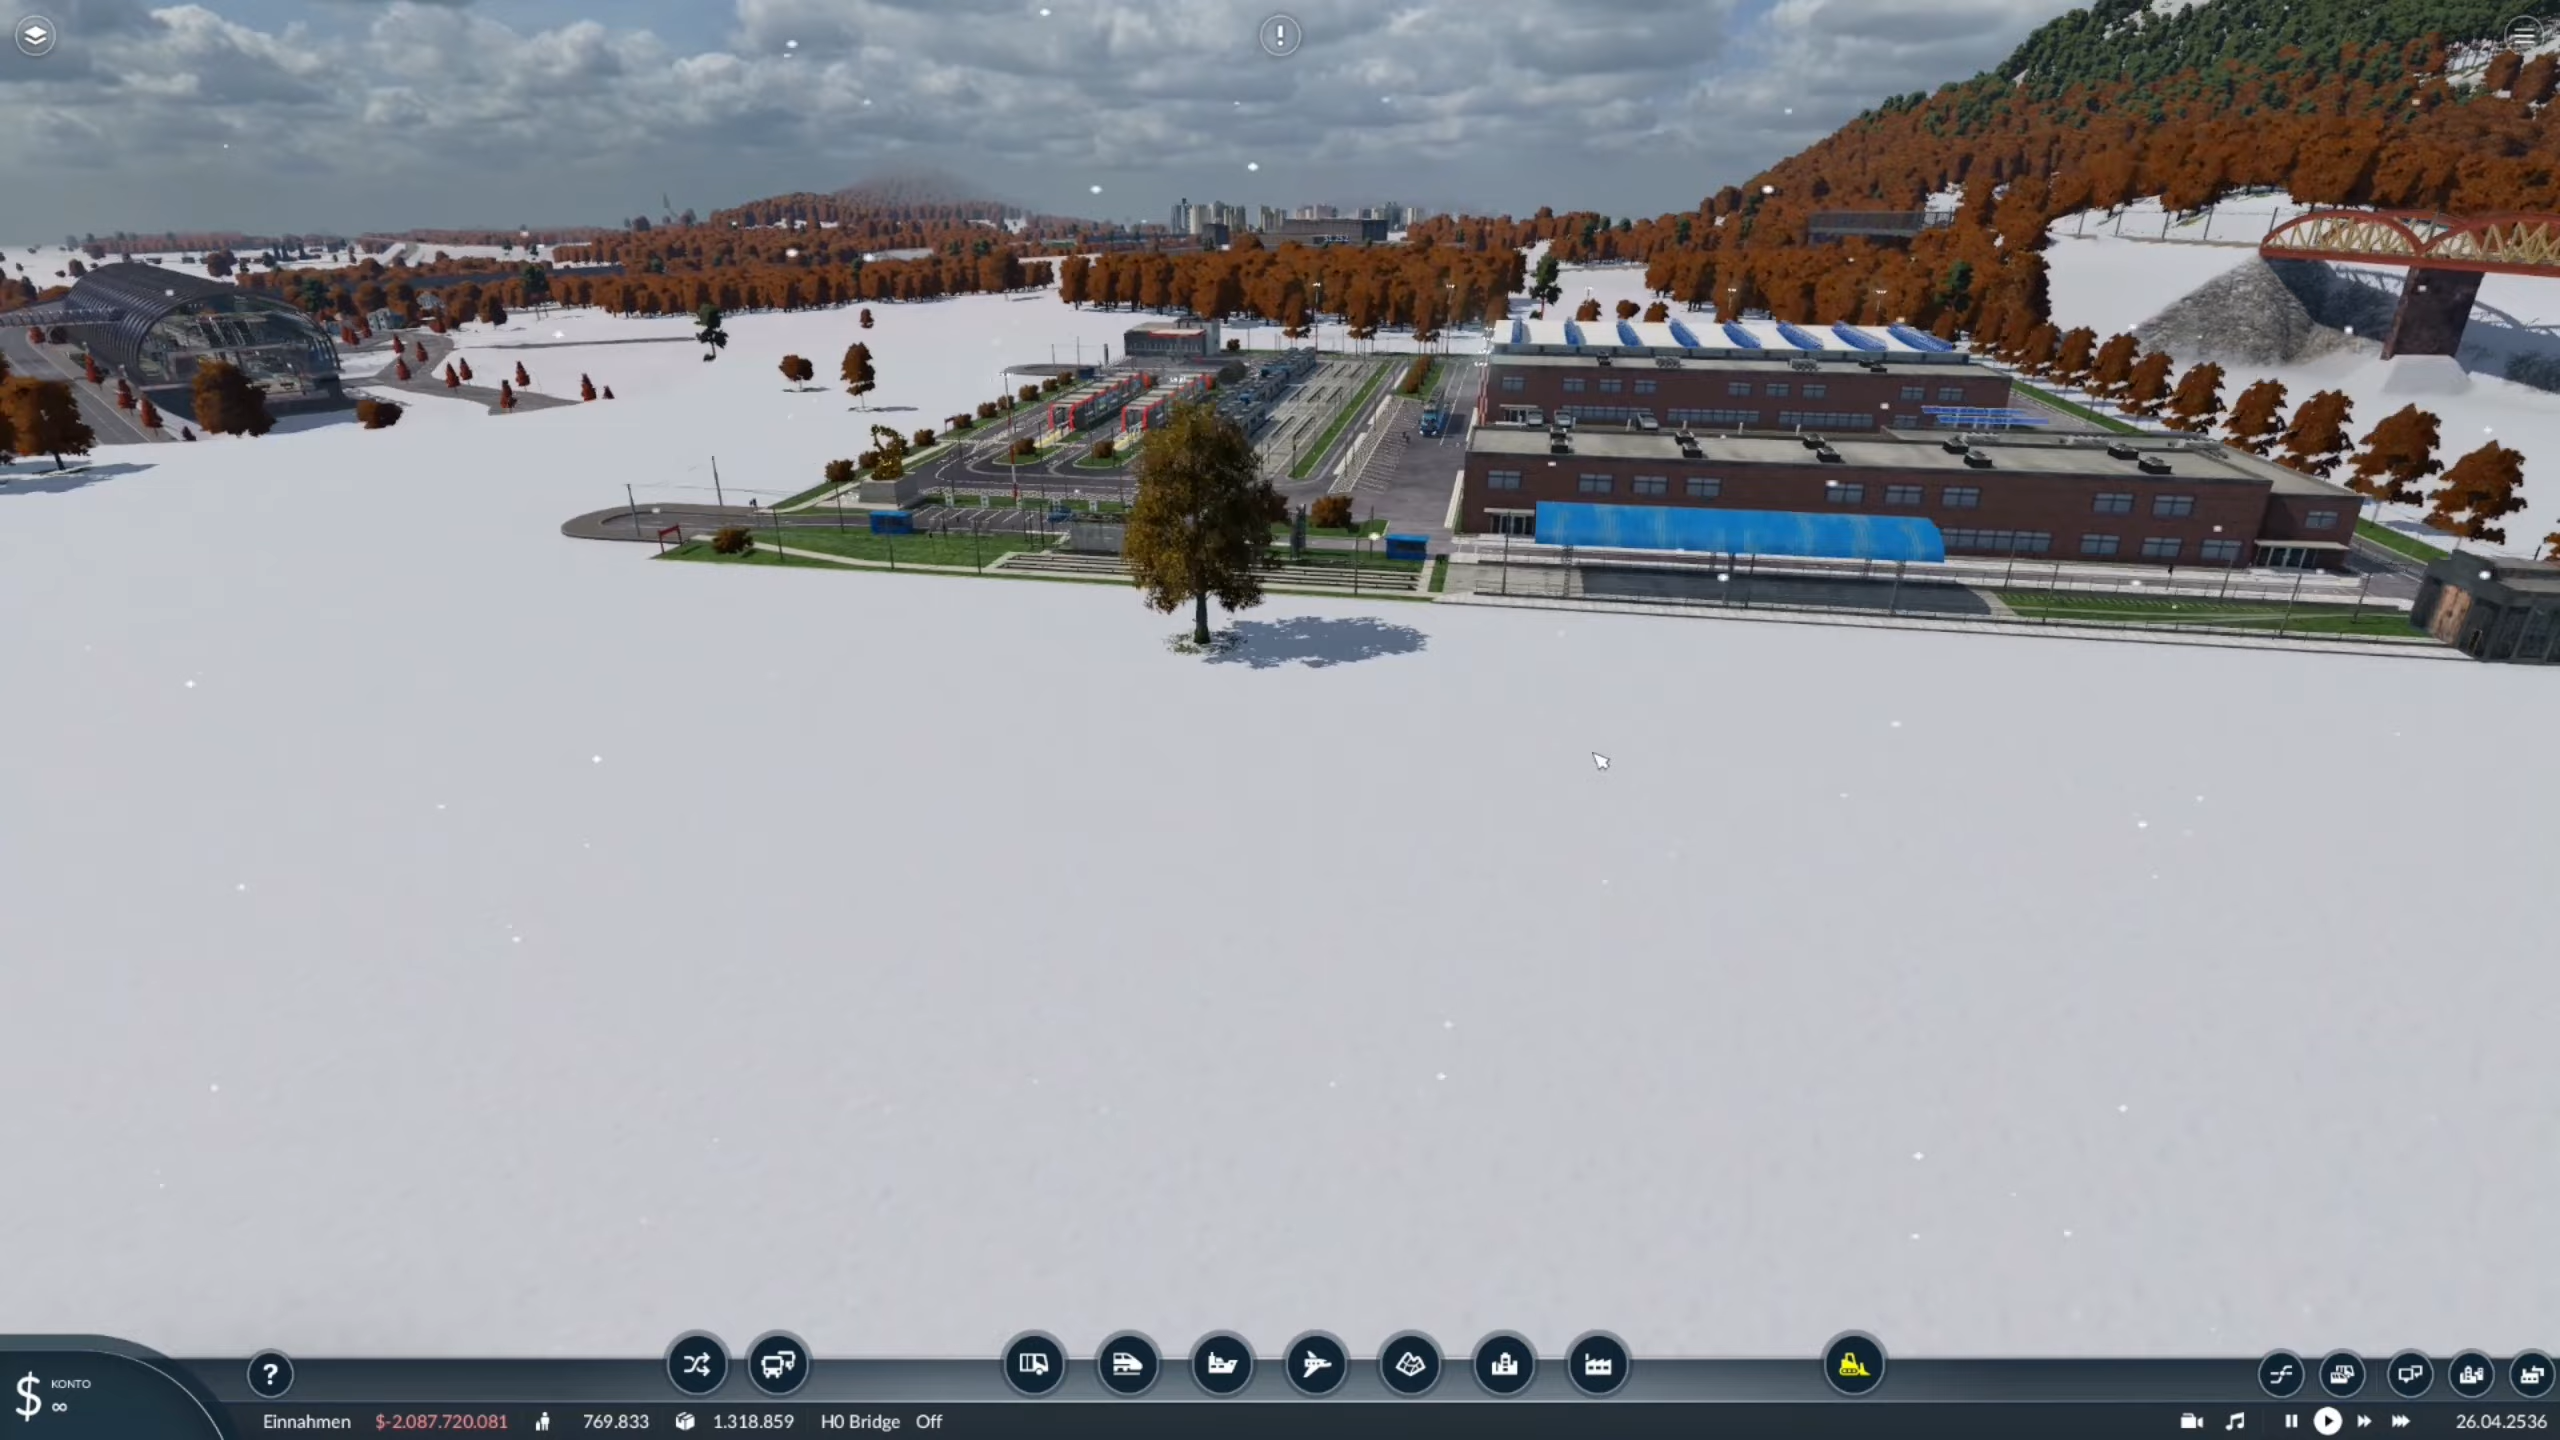 KONTO
∞
Einnahmen $-2.087.720.081 769.833 1.318.859 H0 Bridge Off
26.04.2536